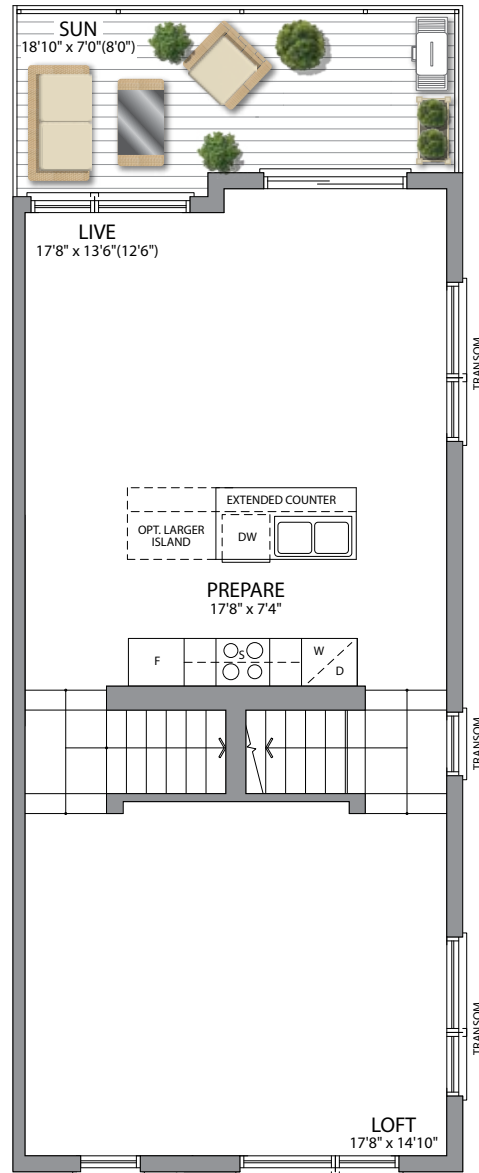 SUN
18'10" x 7'0"(8'0")
LIVE
17'8" x 13'6"(12'6")
TRANSOM
EXTENDED COUNTER
OPT. LARGER
ISLAND
DW
PREPARE
17'8" x 7'4"
F
S
W
D
TRANSOM
TRANSOM
LOFT
17'8" x 14'10"